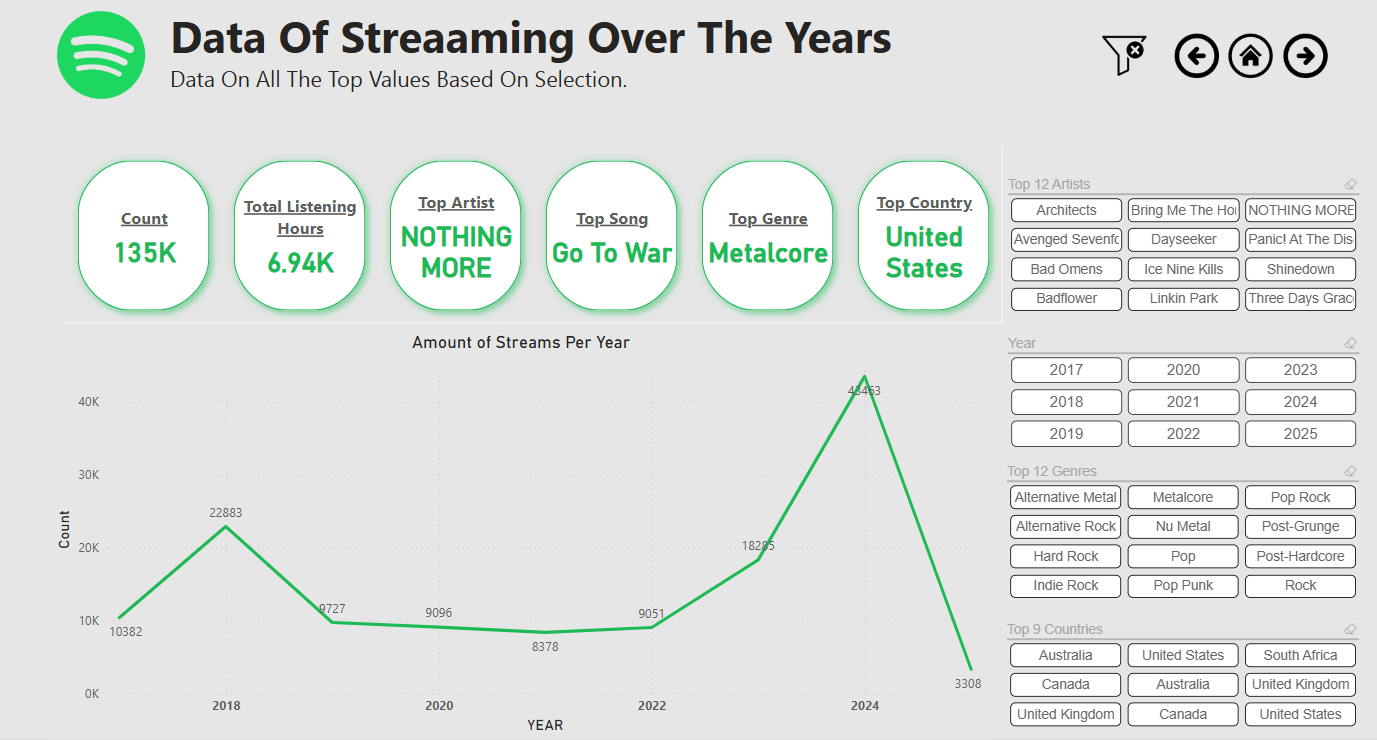 Data Of Streaaming Over The Years
Data On All The Top Values Based On Selection.
Count
135K
Total Listening
Hours
6.94K
Top Artist
NOTHING
MORE
Top Song
Go To War
Top Genre
Metalcore
Top Country
United
States
Top 12 Artists
Architects
Bring Me The Hor
NOTHING MORE
Avenged Sevenfo
Dayseeker
Panic! At The Dis
Bad Omens
Ice Nine Kills
Shinedown
Badflower
Linkin Park
Three Days Grac
Year
2017
2020
2023
2018
2021
2024
2019
2022
2025
Top 12 Genres
Alternative Metal
Metalcore
Pop Rock
Alternative Rock
Nu Metal
Post-Grunge
Hard Rock
Pop
Post-Hardcore
Indie Rock
Pop Punk
Rock
Top 9 Countries
Australia
United States
South Africa
Canada
Australia
United Kingdom
United Kingdom
Canada
United States
Amount of Streams Per Year
Count
40K
30K
20K
10K
0K
10382
22883
9727
9096
8378
9051
18285
43463
3308
2018
2020
2022
2024
YEAR